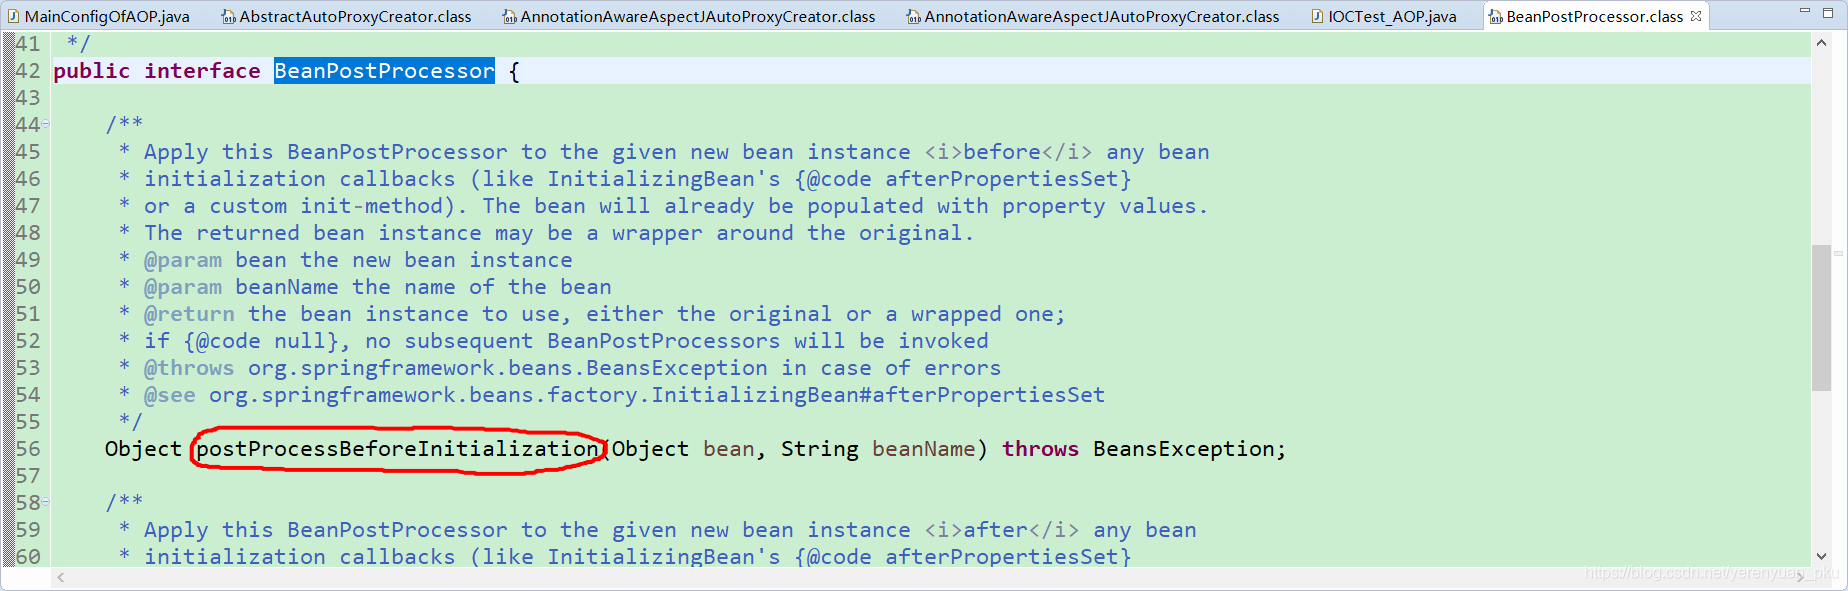 MainConfigOfAOP.java AbstractAutoProxyCreator.class AnnotationAwareAspectJAutoProxyCreator.class AnnotationAwareAspectJAutoProxyCreator.class IOCTest_AOP.java BeanPostProcessor.class
41 */
42 public interface BeanPostProcessor {
43
44 /**
45 * Apply this BeanPostProcessor to the given new bean instance <i>before</i> any bean
46 * initialization callbacks (like InitializingBean's {@code afterPropertiesSet}
47 * or a custom init-method). The bean will already be populated with property values.
48 * The returned bean instance may be a wrapper around the original.
49 * @param bean the new bean instance
50 * @param beanName the name of the bean
51 * @return the bean instance to use, either the original or a wrapped one;
52 * if {@code null}, no subsequent BeanPostProcessors will be invoked
53 * @throws org.springframework.beans.BeansException in case of errors
54 * @see org.springframework.beans.factory.InitializingBean#afterPropertiesSet
55 */
56 Object postProcessBeforeInitialization(Object bean, String beanName) throws BeansException;
57
58 /**
59 * Apply this BeanPostProcessor to the given new bean instance <i>after</i> any bean
60 * initialization callbacks (like InitializingBean's {@code afterPropertiesSet}
https://blog.csdn.net/yerenyuan_pku